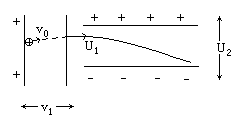 + + + + +
v₀
⊕
U₁
U₂
+
− − − −
v₁